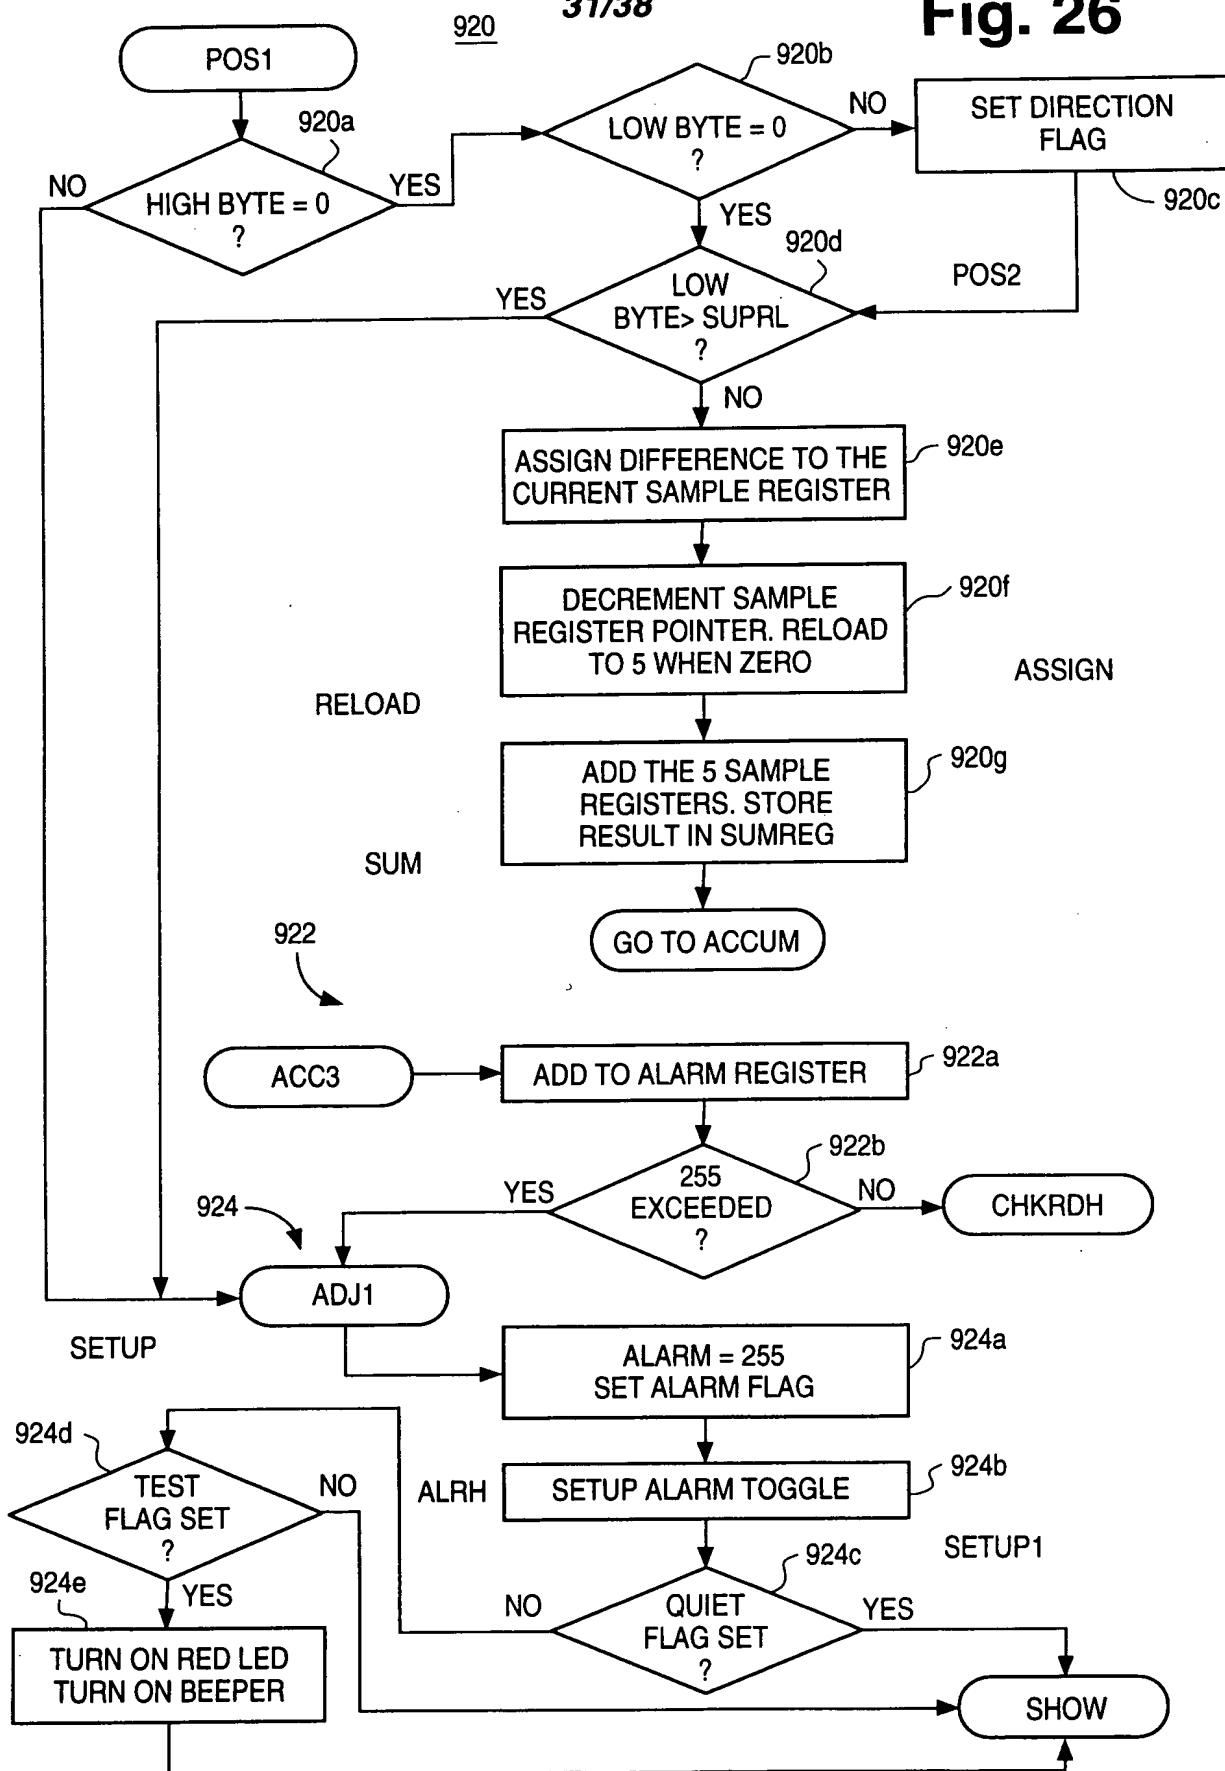 31/38
Fig. 26
920
POS1
920a
HIGH BYTE = 0
?
NO
YES
920b
LOW BYTE = 0
?
NO
YES
SET DIRECTION
FLAG
920c
POS2
920d
LOW
BYTE> SUPRL
?
YES
NO
920e
ASSIGN DIFFERENCE TO THE
CURRENT SAMPLE REGISTER
920f
DECREMENT SAMPLE
REGISTER POINTER. RELOAD
TO 5 WHEN ZERO
ASSIGN
RELOAD
920g
ADD THE 5 SAMPLE
REGISTERS. STORE
RESULT IN SUMREG
SUM
GO TO ACCUM
922
ACC3
ADD TO ALARM REGISTER
922a
922b
255
EXCEEDED
?
YES
NO
CHKRDH
924
ADJ1
SETUP
ALARM = 255
SET ALARM FLAG
924a
ALRH
SETUP ALARM TOGGLE
924b
SETUP1
924c
QUIET
FLAG SET
?
NO
YES
924d
TEST
FLAG SET
?
NO
YES
924e
TURN ON RED LED
TURN ON BEEPER
SHOW